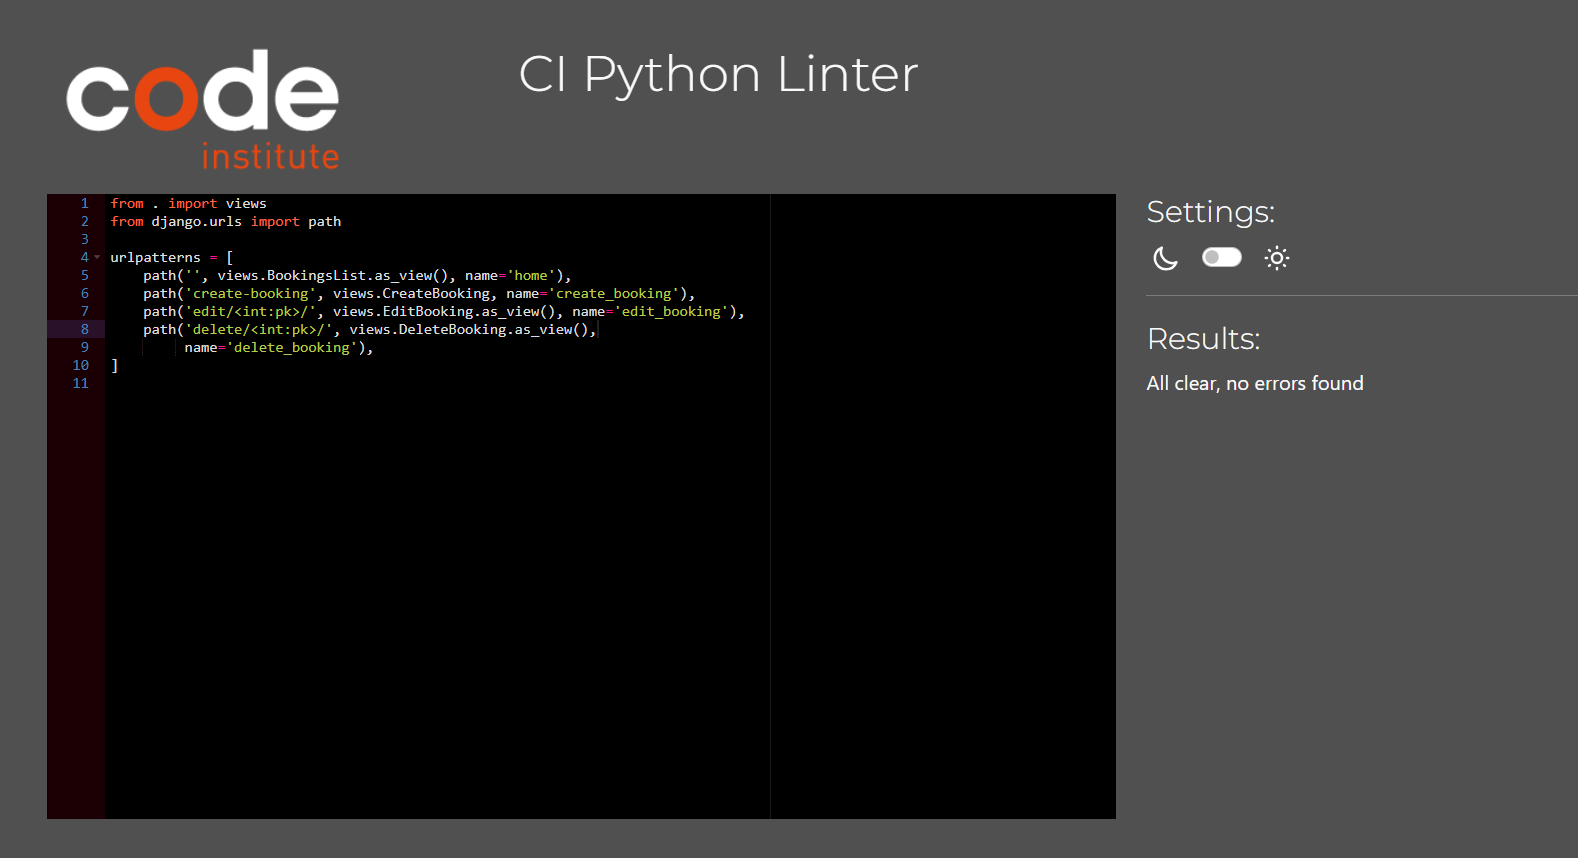 code
institute
CI Python Linter
1 from . import views
2 from django.urls import path
3
4 urlpatterns = [
5     path('', views.BookingsList.as_view(), name='home'),
6     path('create-booking', views.CreateBooking, name='create_booking'),
7     path('edit/<int:pk>/', views.EditBooking.as_view(), name='edit_booking'),
8     path('delete/<int:pk>/', views.DeleteBooking.as_view(),
9          name='delete_booking'),
10 ]
11
Settings:
Results:
All clear, no errors found